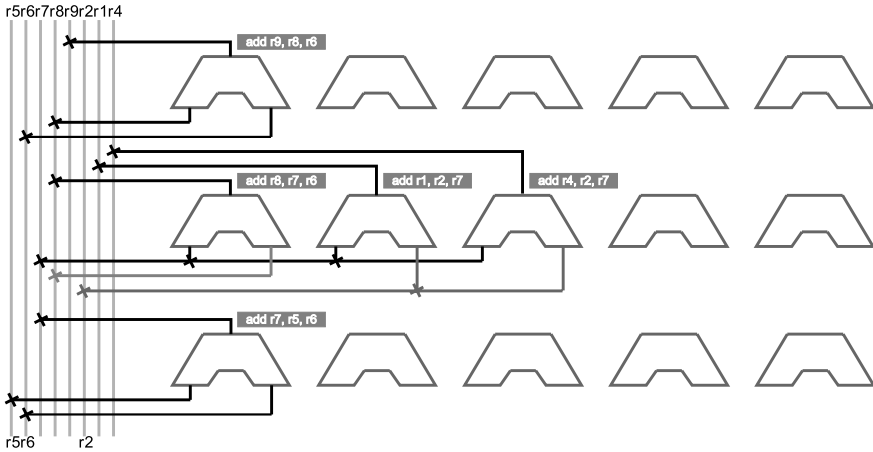 r5r6r7r8r9r2r1r4
add r9, r8, r6
add r8, r7, r6
add r1, r2, r7
add r4, r2, r7
add r7, r5, r6
r5r6
r2